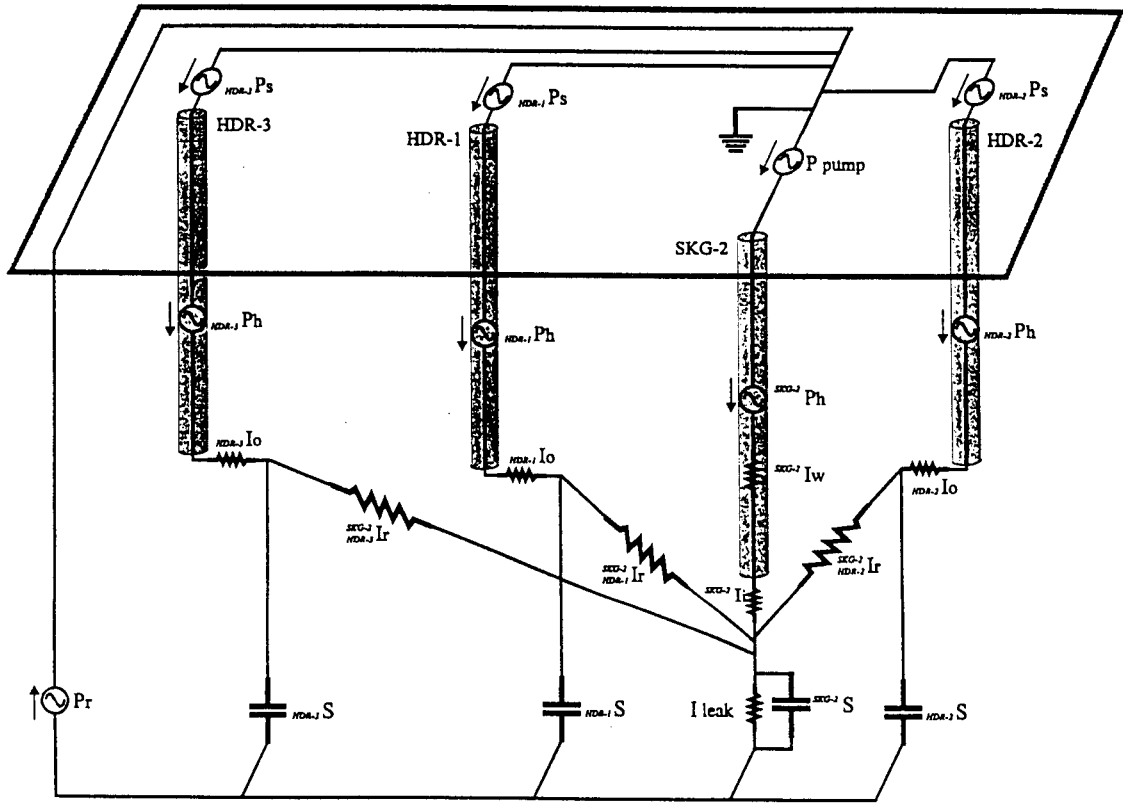 HDR-3 Ps
HDR-1 Ps
HDR-2 Ps
HDR-3
HDR-1
HDR-2
P pump
SKG-2
HDR-3 Ph
HDR-1 Ph
HDR-2 Ph
SKG-2 Ph
HDR-3 Io
HDR-1 Io
SKG-2 Iw
HDR-2 Io
SKG-2
HDR-3 Ir
SKG-2
HDR-1 Ir
SKG-2
HDR-2 Ir
SKG-2 Ii
Pr
HDR-3 S
HDR-1 S
I leak
SKG-2 S
HDR-2 S